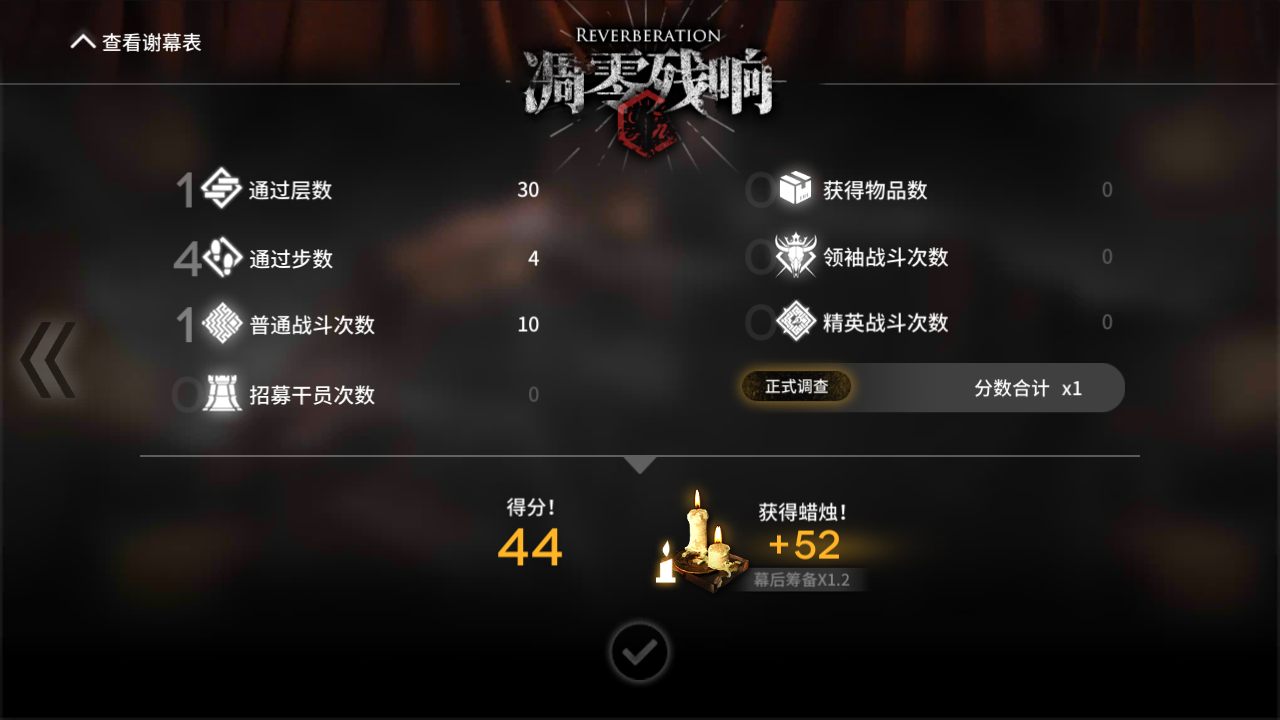 查看谢幕表
REVERBERATION
凋零残响
1 通过层数 30
0 获得物品数 0
4 通过步数 4
0 领袖战斗次数 0
1 普通战斗次数 10
0 精英战斗次数 0
0 招募干员次数 0
正式调查 分数合计 x1
得分!
44
获得蜡烛!
+52
幕后筹备X1.2